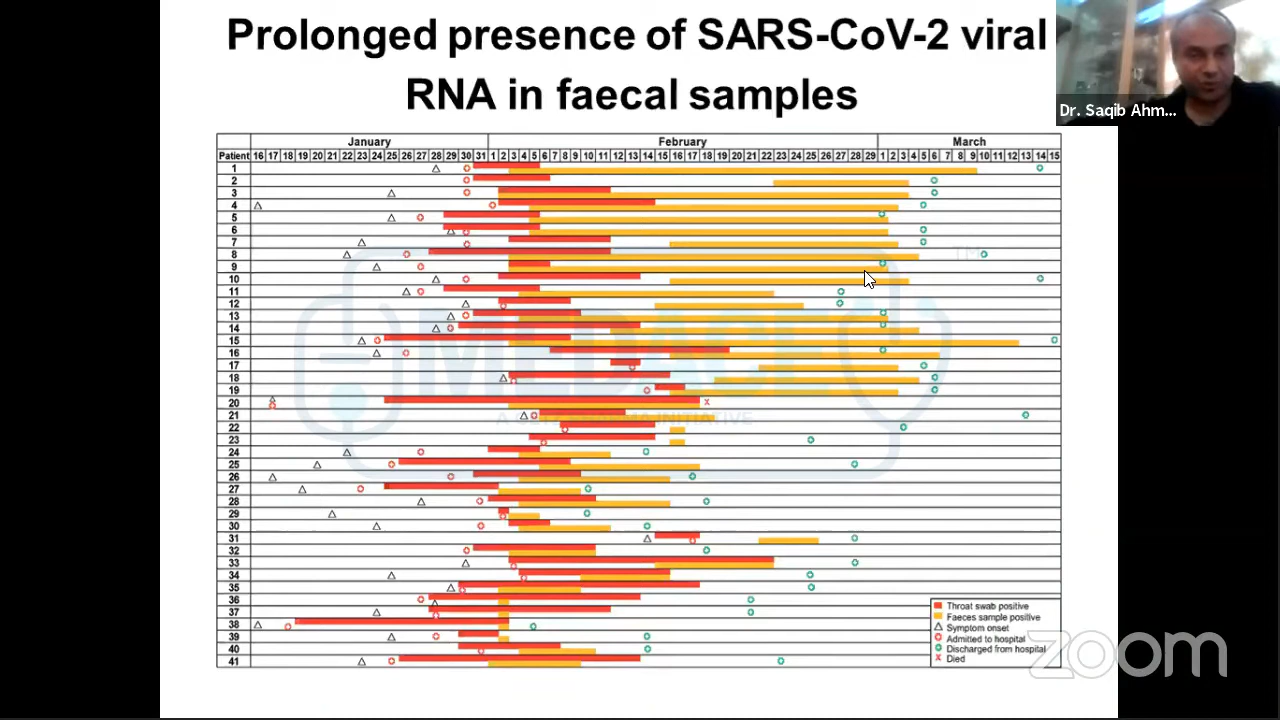 Prolonged presence of SARS-CoV-2 viral
RNA in faecal samples
Dr. Saqib Ahm...
January February March
Patient 16 17 18 19 20 21 22 23 24 25 26 27 28 29 30 31 1 2 3 4 5 6 7 8 9 10 11 12 13 14 15 16 17 18 19 20 21 22 23 24 25 26 27 28 29 1 2 3 4 5 6 7 8 9 10 11 12 13 14 15
1
2
3
4
5
6
7
8
9
10
11
12
13
14
15
16
17
18
19
20
21
22
23
24
25
26
27
28
29
30
31
32
33
34
35
36
37
38
39
40
41
TM
MEDACE
INITIATIVE
Throat swab positive
Faeces sample positive
Symptom onset
Admitted to hospital
Discharged from hospital
Died
zoom